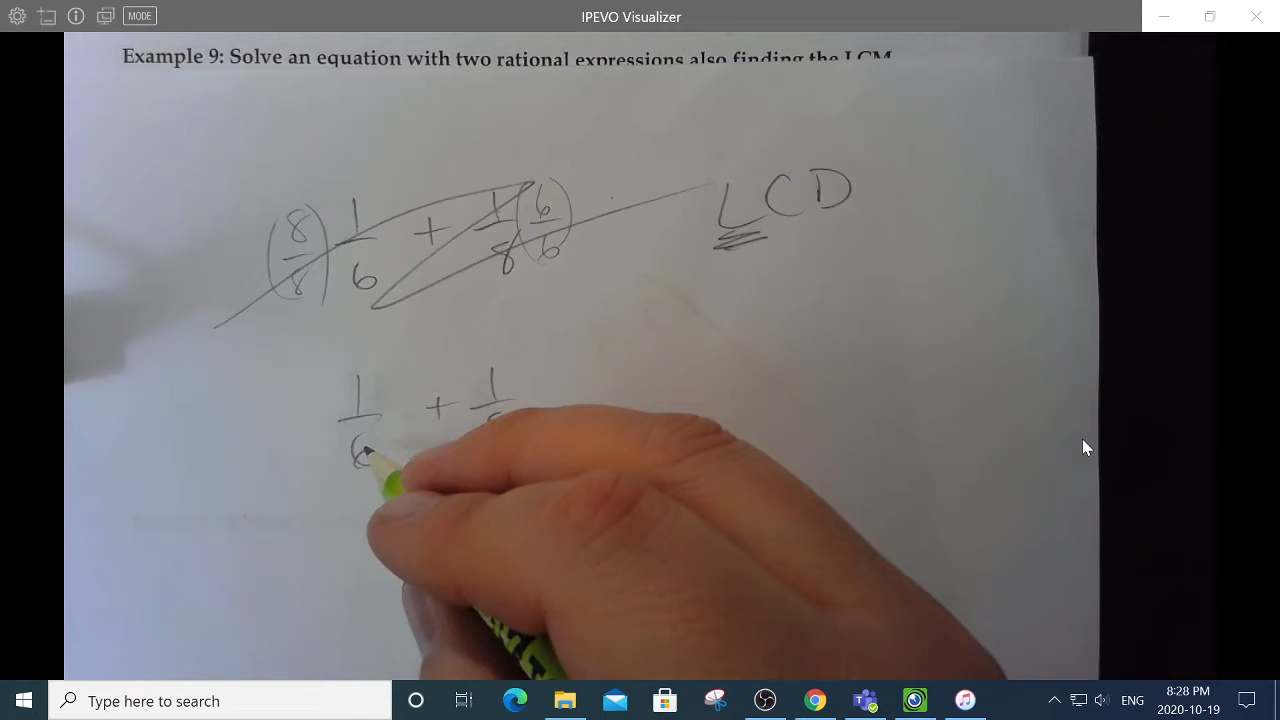 MODE
IPEVO Visualizer
Example 9: Solve an equation with two rational expressions also finding the LCM
(8/8) 1/6 + 1/8 (6/6)
LCD
1/6 + 1/
Type here to search
ENG
8:28 PM
2020-10-19